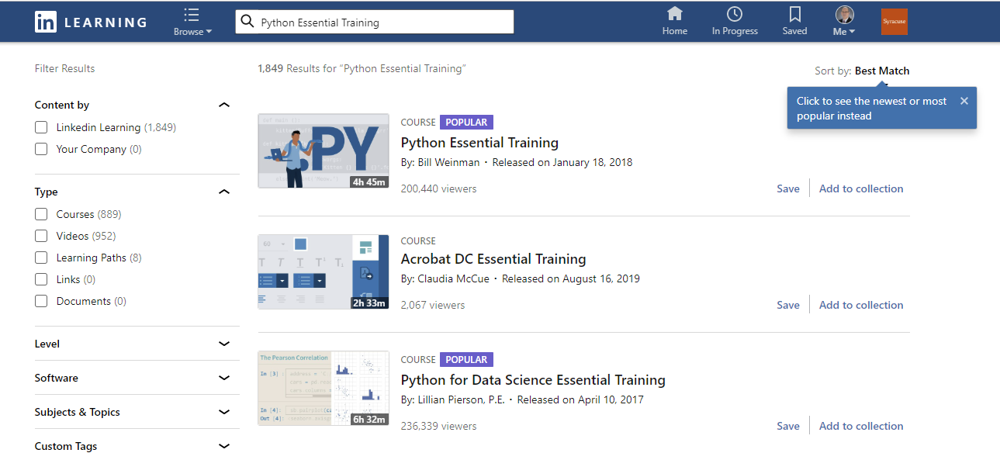 in LEARNING
Browse
Python Essential Training
Home
In Progress
Saved
Me
Syracuse
Filter Results
1,849 Results for “Python Essential Training”
Sort by: Best Match
Click to see the newest or most
popular instead
Content by
Linkedin Learning (1,849)
Your Company (0)
Type
Courses (889)
Videos (952)
Learning Paths (8)
Links (0)
Documents (0)
Level
Software
Subjects & Topics
Custom Tags
.PY
4h 45m
COURSE POPULAR
Python Essential Training
By: Bill Weinman · Released on January 18, 2018
200,440 viewers
Save
Add to collection
60
T T T T T
2h 33m
COURSE
Acrobat DC Essential Training
By: Claudia McCue · Released on August 16, 2019
2,067 viewers
Save
Add to collection
The Pearson Correlation
In [3]
In [4]:
Out [4]:
6h 32m
COURSE POPULAR
Python for Data Science Essential Training
By: Lillian Pierson, P.E. · Released on April 10, 2017
236,339 viewers
Save
Add to collection